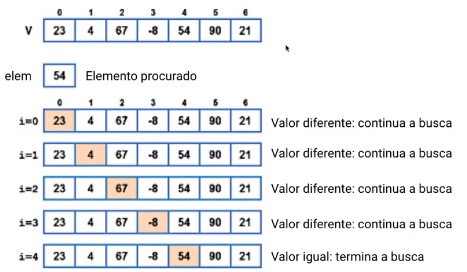 0 1 2 3 4 5 6
V 23 4 67 -8 54 90 21
elem 54 Elemento procurado
0 1 2 3 4 5 6
i=0 23 4 67 -8 54 90 21 Valor diferente: continua a busca
i=1 23 4 67 -8 54 90 21 Valor diferente: continua a busca
i=2 23 4 67 -8 54 90 21 Valor diferente: continua a busca
i=3 23 4 67 -8 54 90 21 Valor diferente: continua a busca
i=4 23 4 67 -8 54 90 21 Valor igual: termina a busca